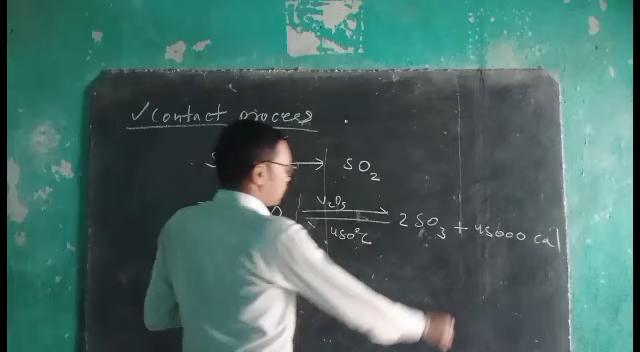 ✓ Contact process
S → SO₂
O ⇌ V₂O₅ 450°C 2SO₃ + 45000 cal